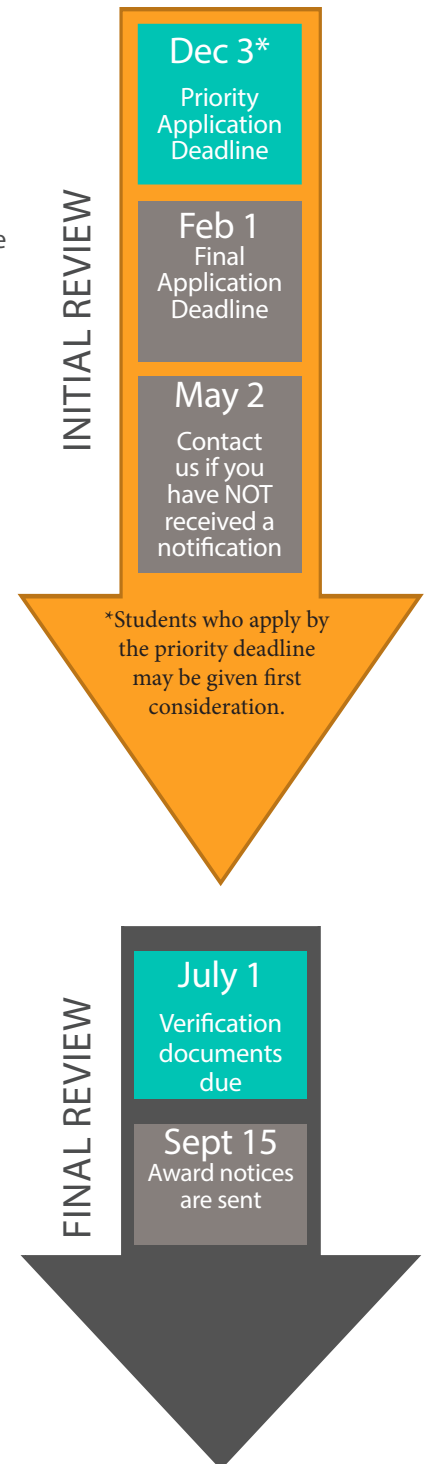 INITIAL REVIEW
Dec 3*
Priority
Application
Deadline
e
Feb 1
Final
Application
Deadline
May 2
Contact
us if you
have NOT
received a
notification
*Students who apply by
the priority deadline
may be given first
consideration.
FINAL REVIEW
July 1
Verification
documents
due
Sept 15
Award notices
are sent